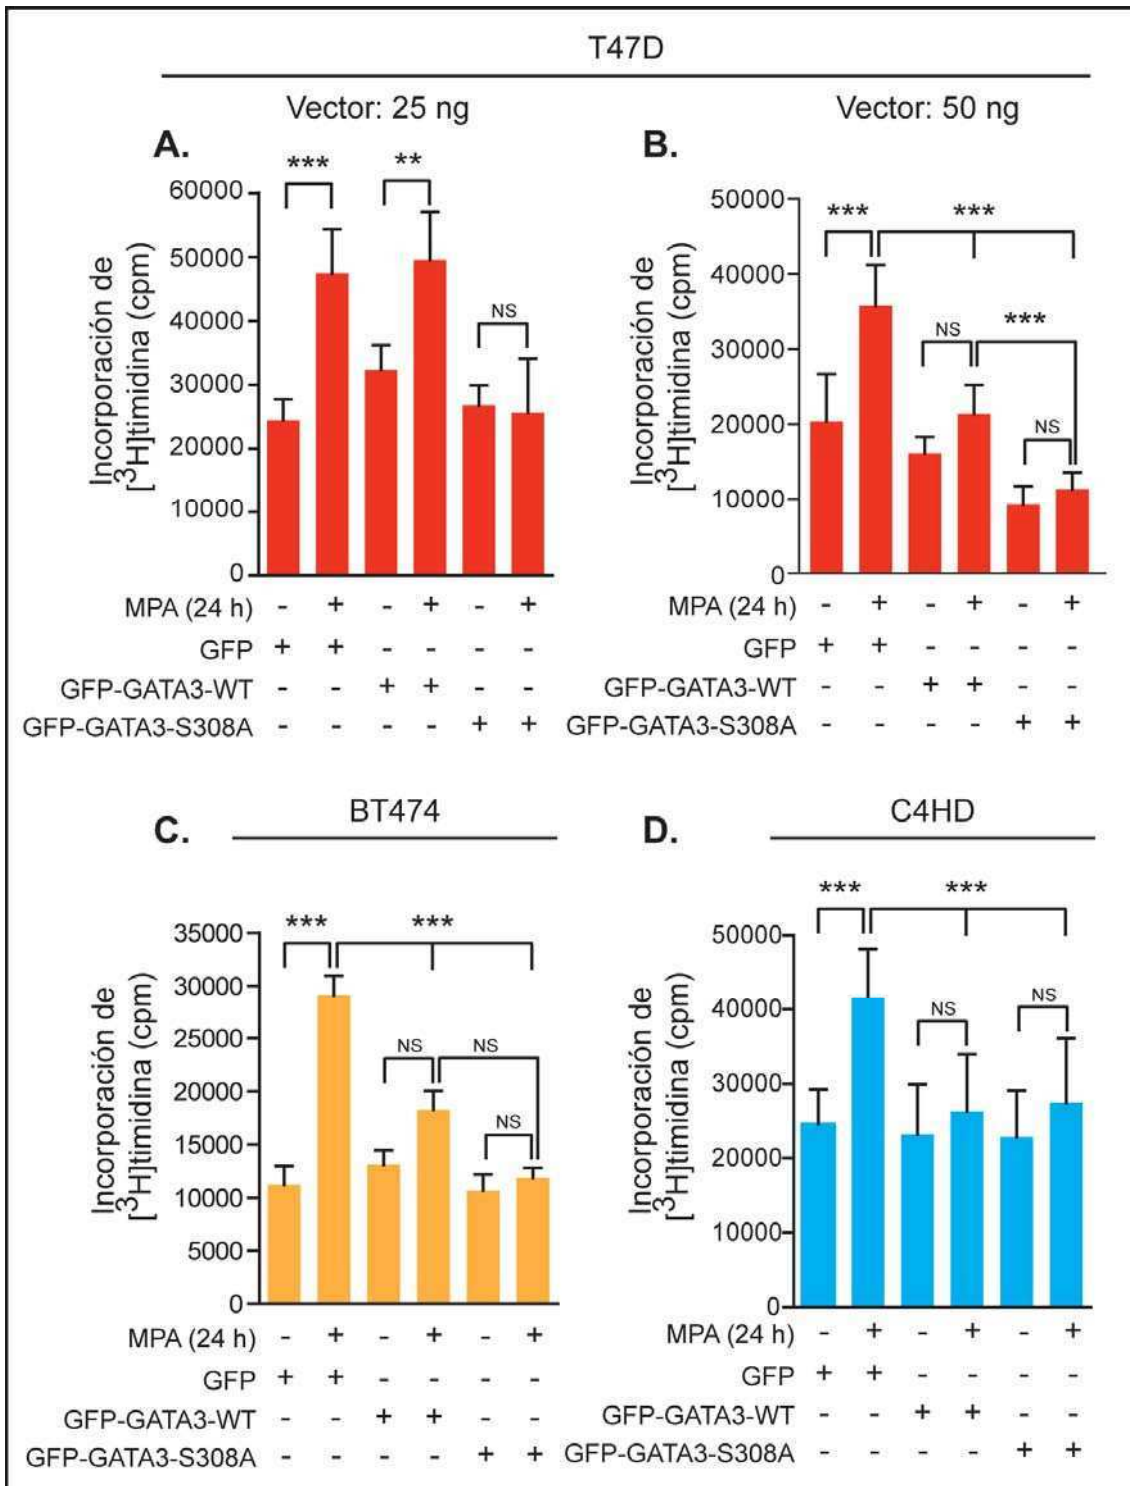 T47D
Vector: 25 ng
A.
*** **
NS
Incorporación de
[³H]timidina (cpm)
60000
50000
40000
30000
20000
10000
0
MPA (24 h) - + - + - +
GFP + + - - - -
GFP-GATA3-WT - - + + - -
GFP-GATA3-S308A - - - - + +
Vector: 50 ng
B.
*** ***
NS ***
NS
Incorporación de
[³H]timidina (cpm)
50000
40000
30000
20000
10000
0
MPA (24 h) - + - + - +
GFP + + - - - -
GFP-GATA3-WT - - + + - -
GFP-GATA3-S308A - - - - + +
BT474
C.
*** ***
NS NS
NS
Incorporación de
[³H]timidina (cpm)
35000
30000
25000
20000
15000
10000
5000
0
MPA (24 h) - + - + - +
GFP + + - - - -
GFP-GATA3-WT - - + + - -
GFP-GATA3-S308A - - - - + +
C4HD
D.
*** ***
NS NS
Incorporación de
[³H]timidina (cpm)
50000
40000
30000
20000
10000
0
MPA (24 h) - + - + - +
GFP + + - - - -
GFP-GATA3-WT - - + + - -
GFP-GATA3-S308A - - - - + +